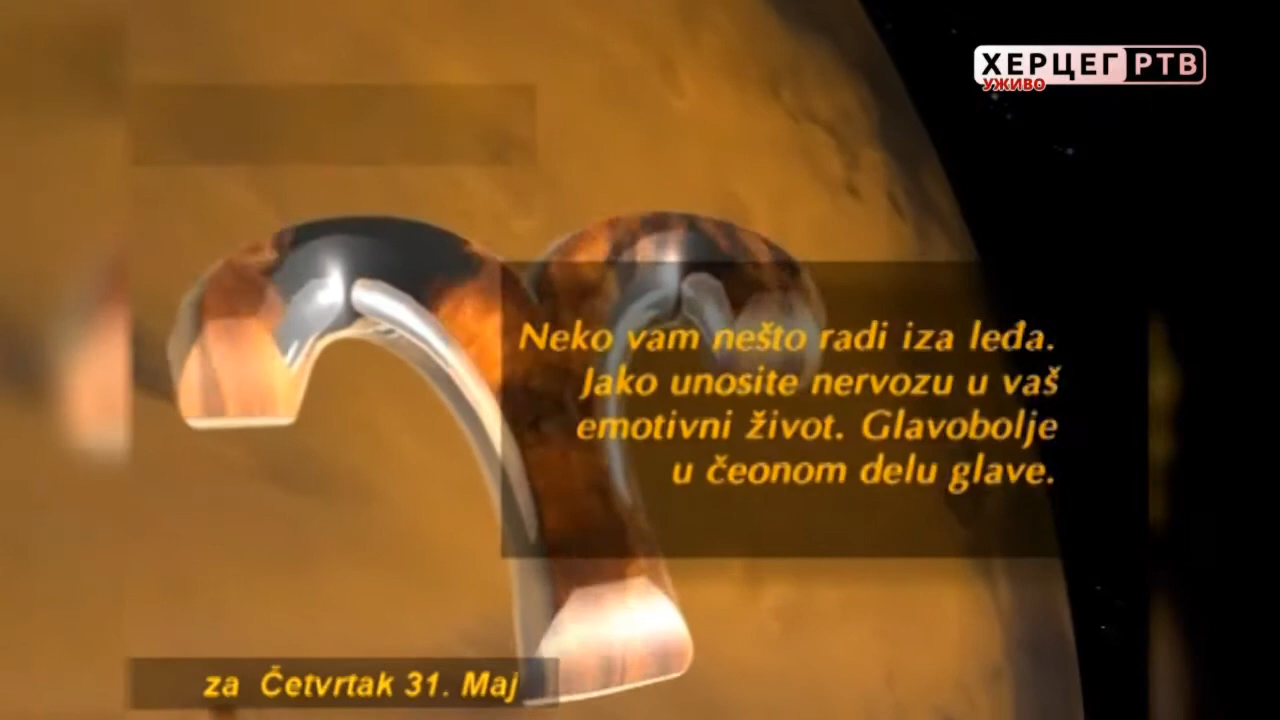 ХЕРЦЕГ РТВ
УЖИВО
Neko vam nešto radi iza leđa.
Jako unosite nervozu u vaš
emotivni život. Glavobolje
u čeonom delu glave.
za Četvrtak 31. Maj